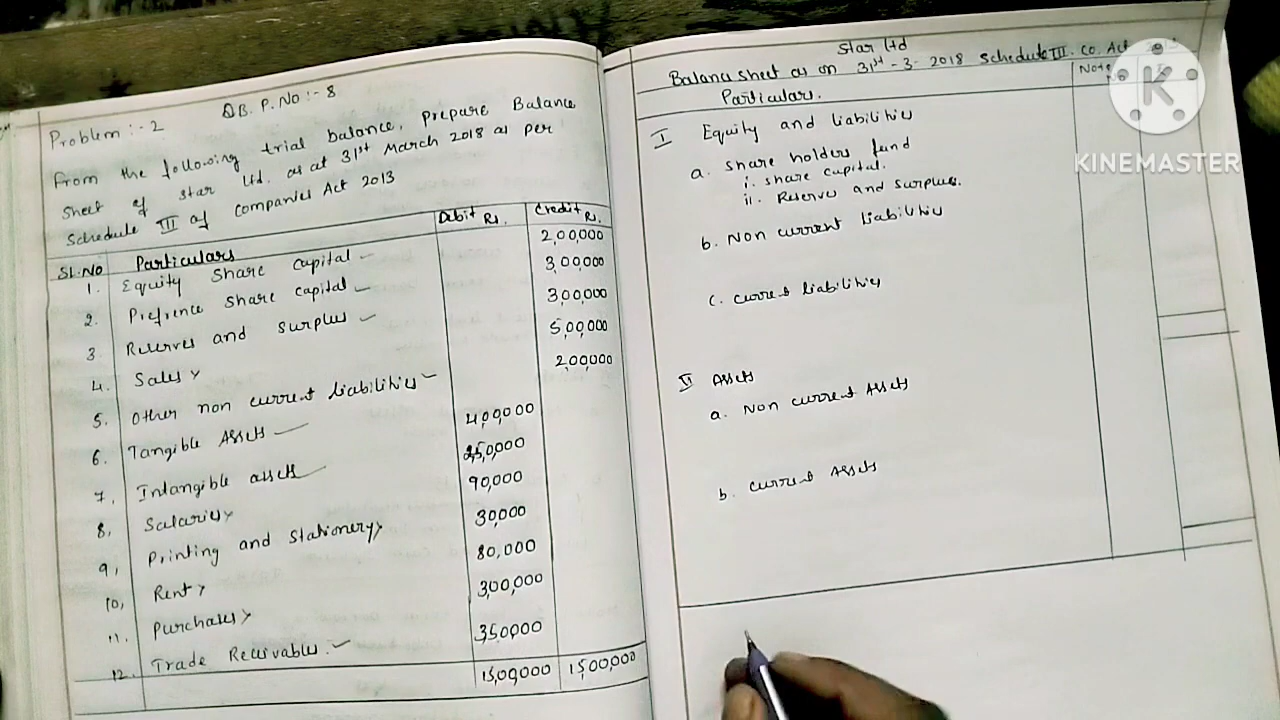 QB. P. No :- 8
Problem :- 2
From the following trial balance, prepare Balance
Sheet of Star Ltd. as at 31st March 2018 as per
Schedule III of Companies Act 2013
Sl.No Particulars Debit Rs. Credit Rs.
1. Equity Share Capital 2,00,000
2. Prefrence Share capital 3,00,000
3. Reserves and Surplus 3,00,000
4. Sales 5,00,000
5. Other non current liabilities 2,00,000
6. Tangible Assets 4,00,000
7. Intangible assets 2,50,000
8. Salaries 90,000
9. Printing and Stationery 30,000
10. Rent 80,000
11. Purchases 3,00,000
12. Trade Receivables. 3,50,000
15,00,000 15,00,000
Star Ltd
Balance Sheet as on 31st-3-2018 Schedule III. Co. Act
Particulars. Note
I Equity and liabilities
a. Share holders fund
i. Share capital.
ii. Reserves and Surplus.
b. Non current liabilities
c. Current liabilities
II Assets
a. Non current Assets
b. Current Assets
K
KINEMASTER